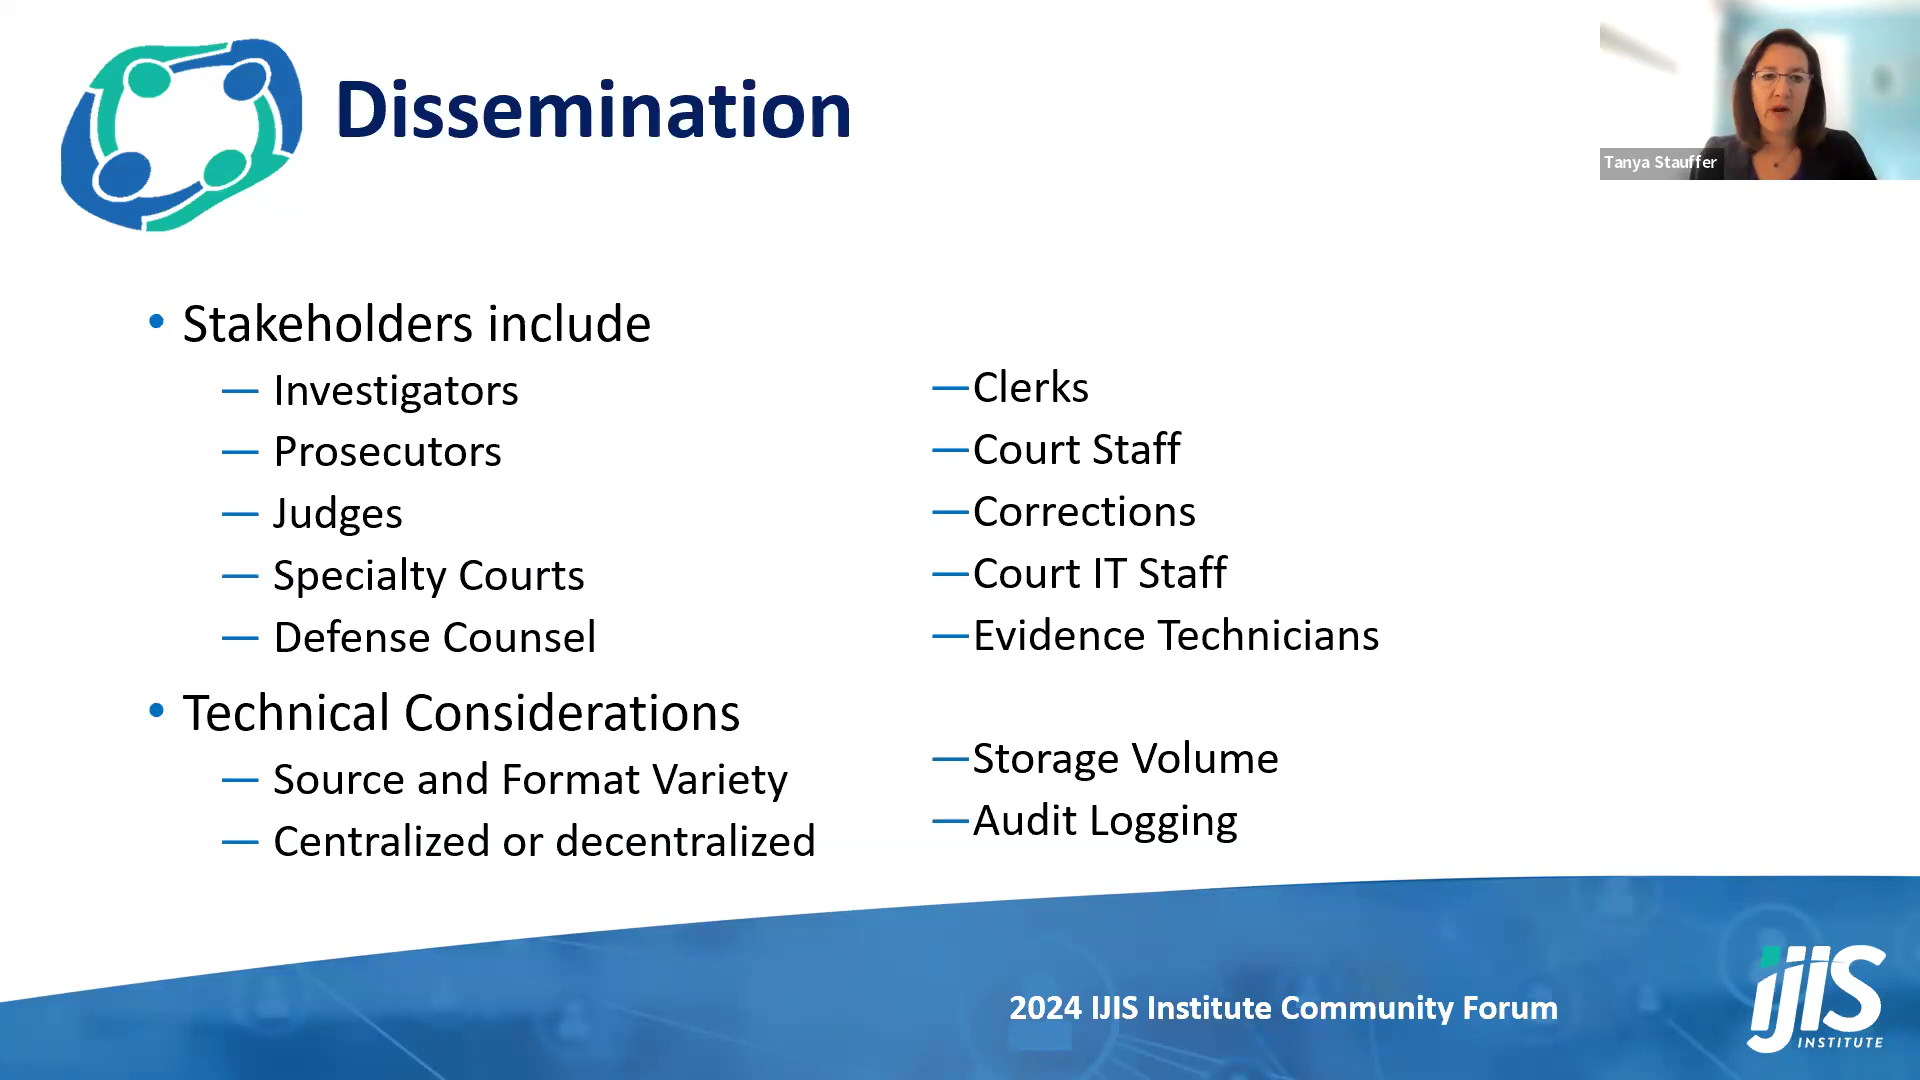 Dissemination
Tanya Stauffer
• Stakeholders include
— Investigators
— Prosecutors
— Judges
— Specialty Courts
— Defense Counsel
—Clerks
—Court Staff
—Corrections
—Court IT Staff
—Evidence Technicians
• Technical Considerations
— Source and Format Variety
— Centralized or decentralized
—Storage Volume
—Audit Logging
2024 IJIS Institute Community Forum
IJIS
INSTITUTE